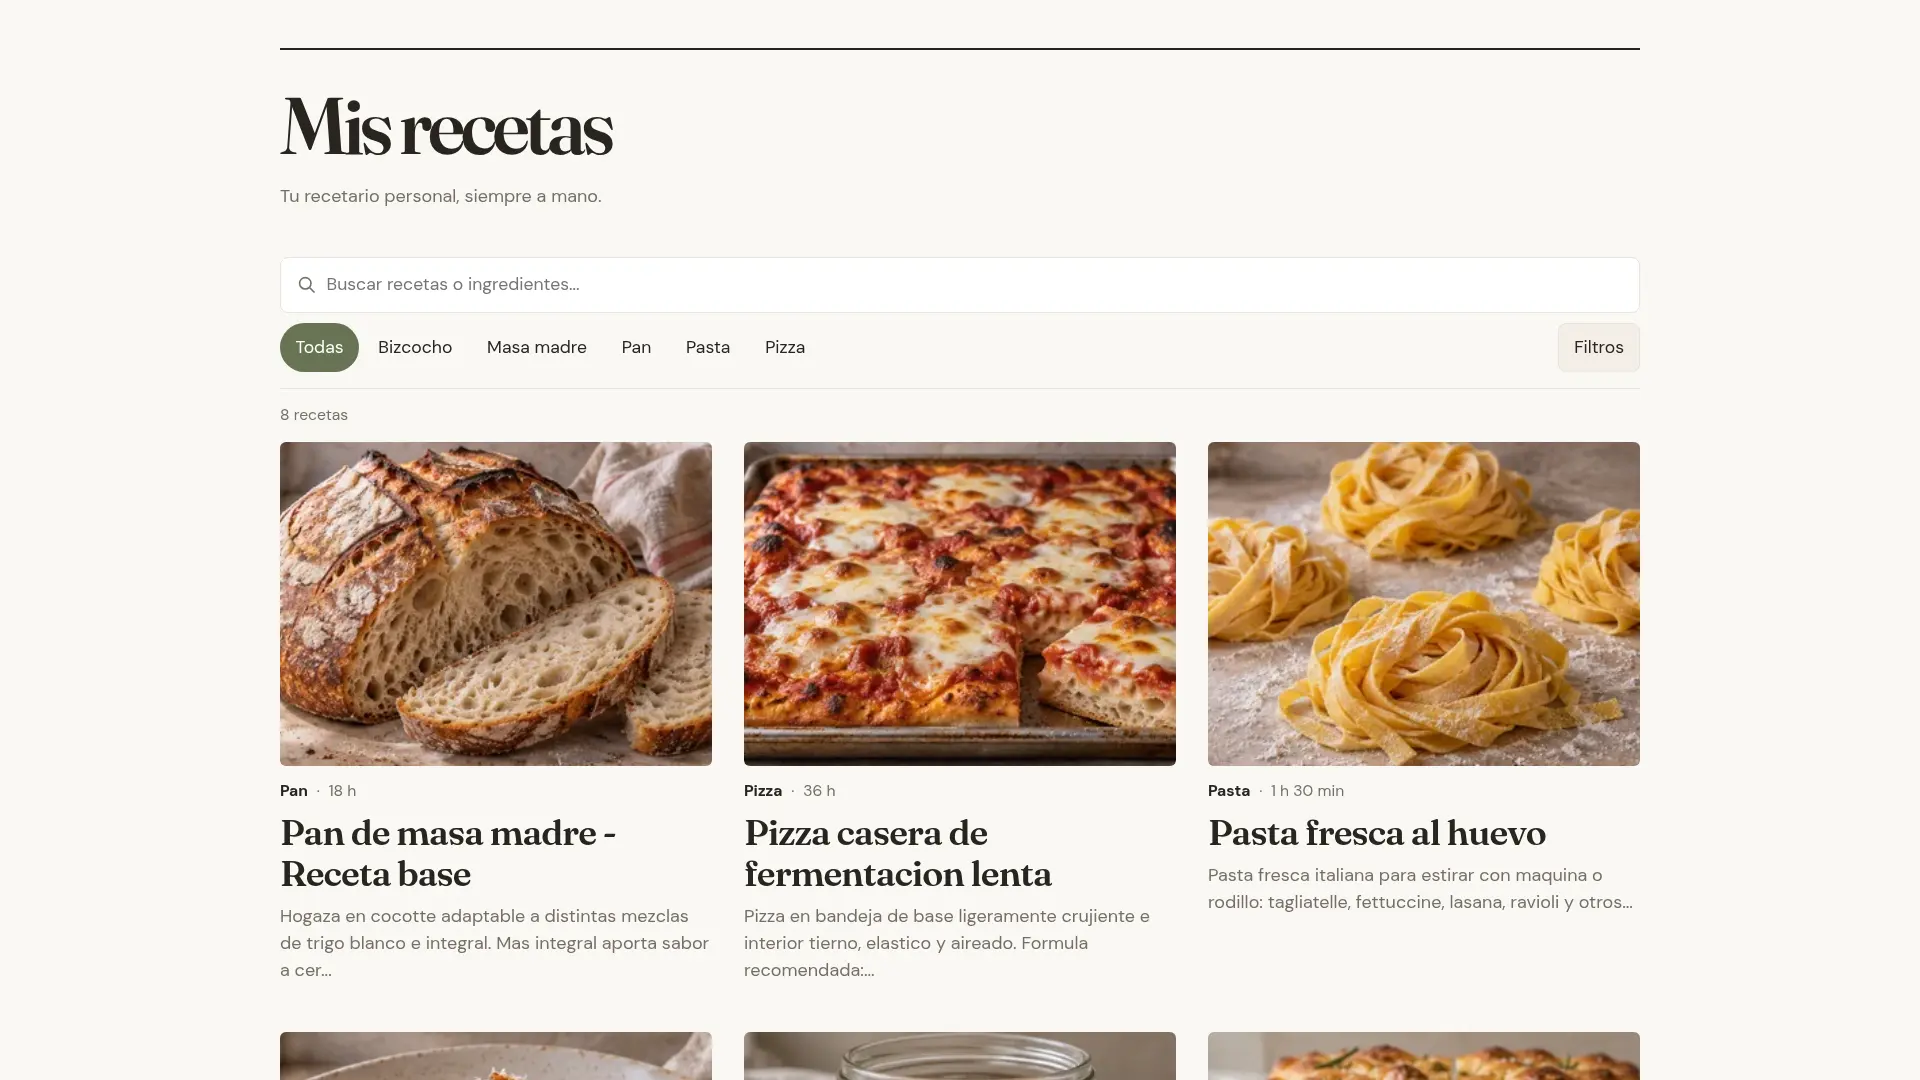 Mis recetas
Tu recetario personal, siempre a mano.
Buscar recetas o ingredientes...
Todas
Bizcocho
Masa madre
Pan
Pasta
Pizza
Filtros
8 recetas
Pan · 18 h
Pan de masa madre -
Receta base
Hogaza en cocotte adaptable a distintas mezclas
de trigo blanco e integral. Mas integral aporta sabor
a cer...
Pizza · 36 h
Pizza casera de
fermentacion lenta
Pizza en bandeja de base ligeramente crujiente e
interior tierno, elastico y aireado. Formula
recomendada:...
Pasta · 1 h 30 min
Pasta fresca al huevo
Pasta fresca italiana para estirar con maquina o
rodillo: tagliatelle, fettuccine, lasana, ravioli y otros...